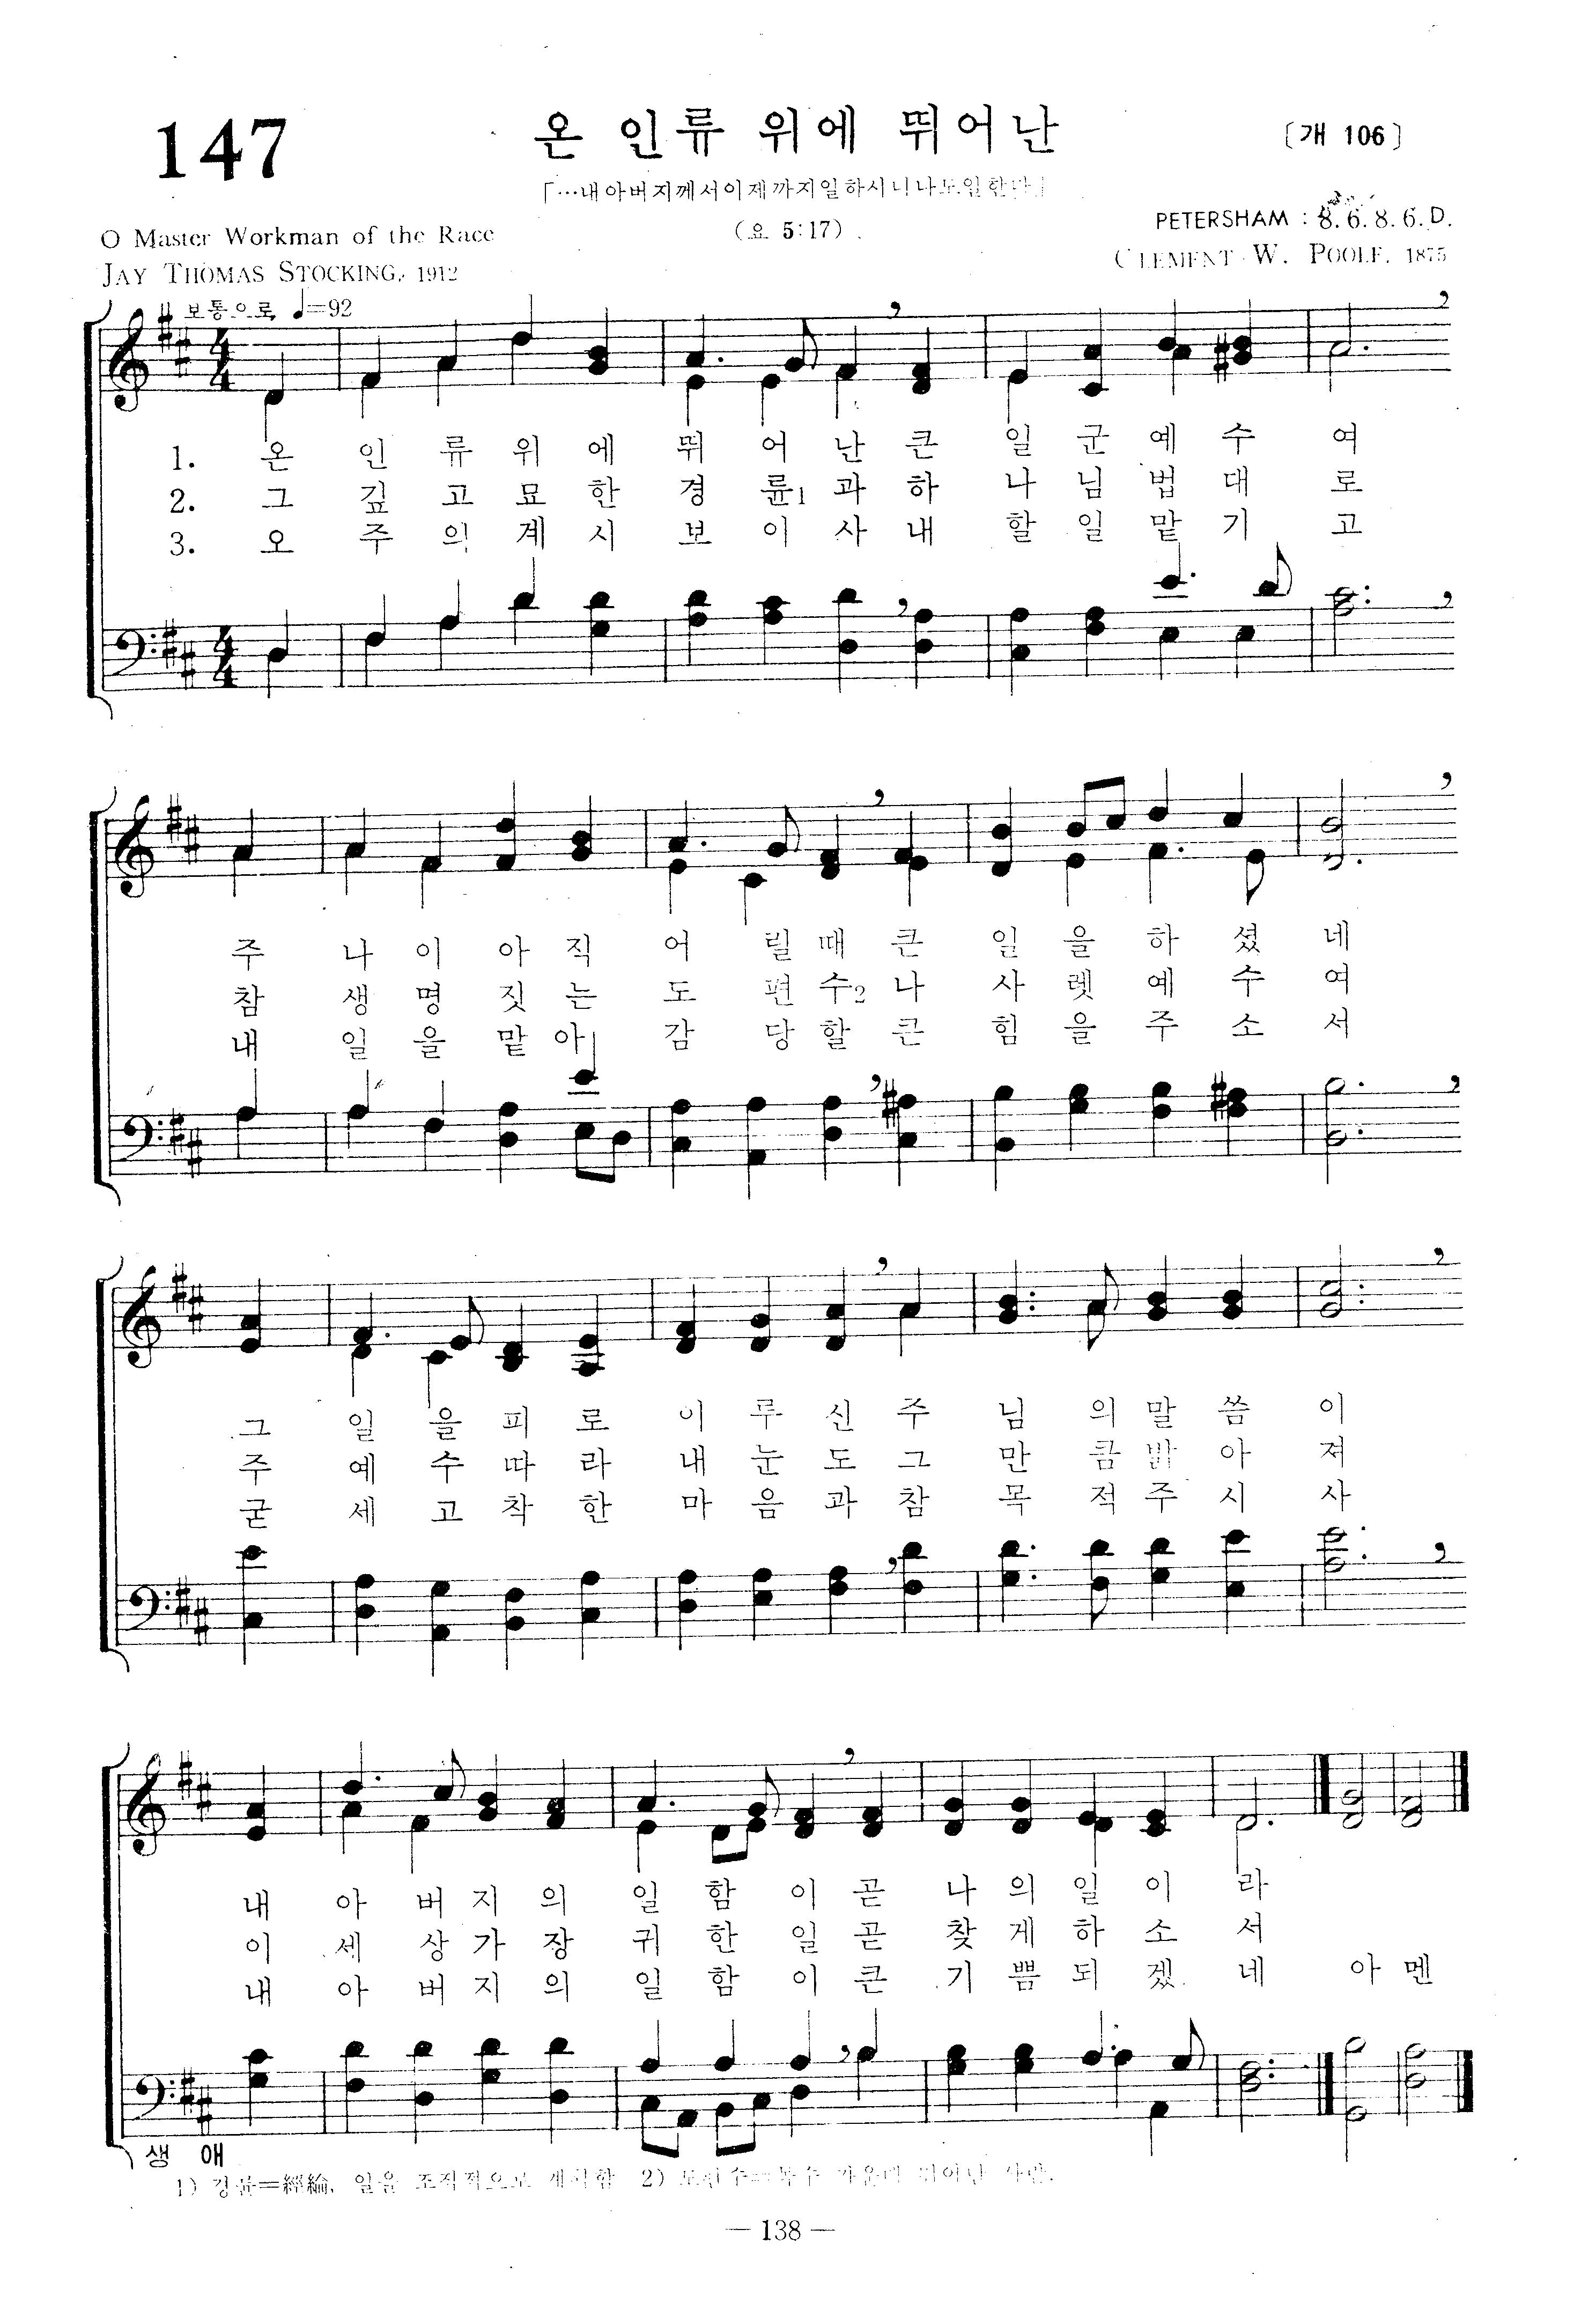 147
온 인류 위에 뛰어난
〔개 106〕
「…내아버지께서이제까지일하시니나도일한다」
(요 5:17)
O Master Workman of the Race
JAY THOMAS STOCKING, 1912
PETERSHAM : 8. 6. 8. 6. D.
CLEMENT W. POOLE, 1875
보통으로 ♩=92
1. 온 인 류 위 에 뛰 어 난 큰 일 군 예 수 여
2. 그 깊 고 묘 한 경 륜1 과 하 나 님 법 대 로
3. 오 주 의 계 시 보 이 사 내 할 일 맡 기 고
주 나 이 아 직 어 릴 때 큰 일 을 하 셨 네
참 생 명 짓 는 도 편 수2 나 사 렛 예 수 여
내 일 을 맡 아 감 당 할 큰 힘 을 주 소 서
그 일 을 피 로 이 루 신 주 님 의 말 씀 이
주 예 수 따 라 내 눈 도 그 만 큼 밝 아 져
굳 세 고 착 한 마 음 과 참 목 적 주 시 사
내 아 버 지 의 일 함 이 곧 나 의 일 이 라
이 세 상 가 장 귀 한 일 곧 찾 게 하 소 서
내 아 버 지 의 일 함 이 큰 기 쁨 되 겠 네 아 멘
생 애
1) 경륜=經綸, 일을 조직적으로 계획함 2) 도편수=목수 가운데 뛰어난 사람.
— 138 —